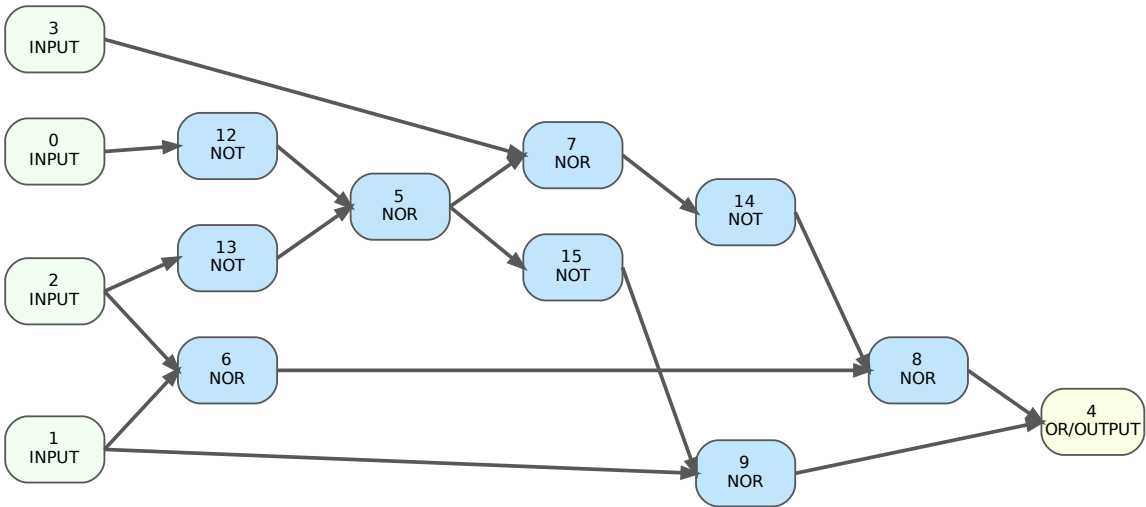 3
INPUT
0
INPUT
12
NOT
7
NOR
5
NOR
14
NOT
13
NOT
15
NOT
2
INPUT
6
NOR
8
NOR
4
OR/OUTPUT
1
INPUT
9
NOR